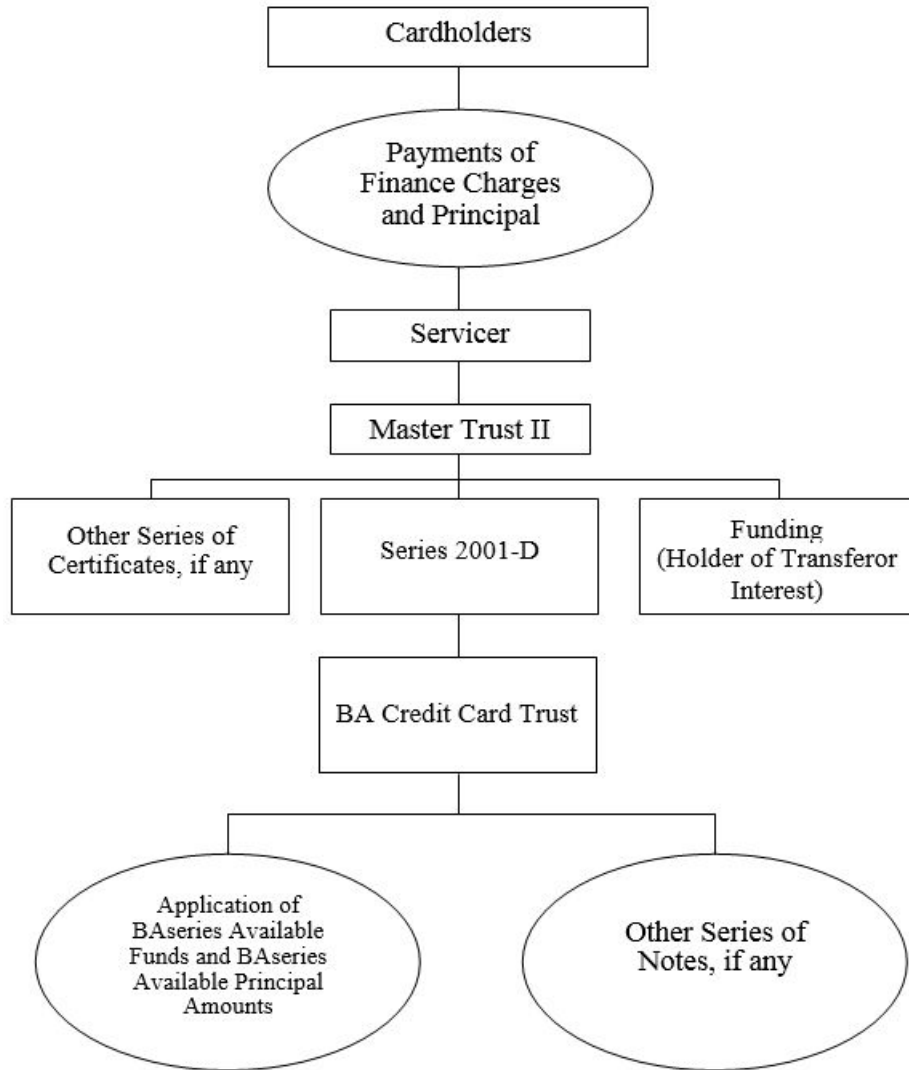 Cardholders
Payments of
Finance Charges
and Principal
Servicer
Master Trust II
Other Series of
Certificates, if any
Series 2001-D
Funding
(Holder of Transferor
Interest)
BA Credit Card Trust
Application of
BAseries Available
Funds and BAseries
Available Principal
Amounts
Other Series of
Notes, if any